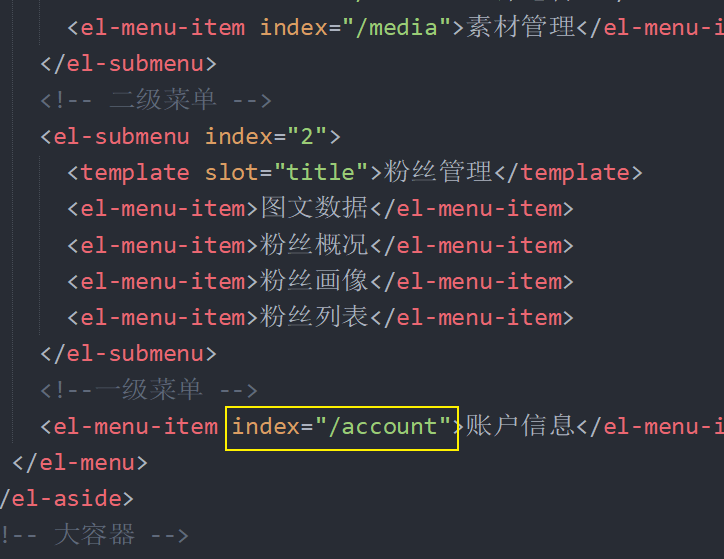 <el-menu-item index="/media">素材管理</el-menu-i
</el-submenu>
<!-- 二级菜单 -->
<el-submenu index="2">
<template slot="title">粉丝管理</template>
<el-menu-item>图文数据</el-menu-item>
<el-menu-item>粉丝概况</el-menu-item>
<el-menu-item>粉丝画像</el-menu-item>
<el-menu-item>粉丝列表</el-menu-item>
</el-submenu>
<!--一级菜单 -->
<el-menu-item index="/account">账户信息</el-menu-i
</el-menu>
/el-aside>
!-- 大容器 -->